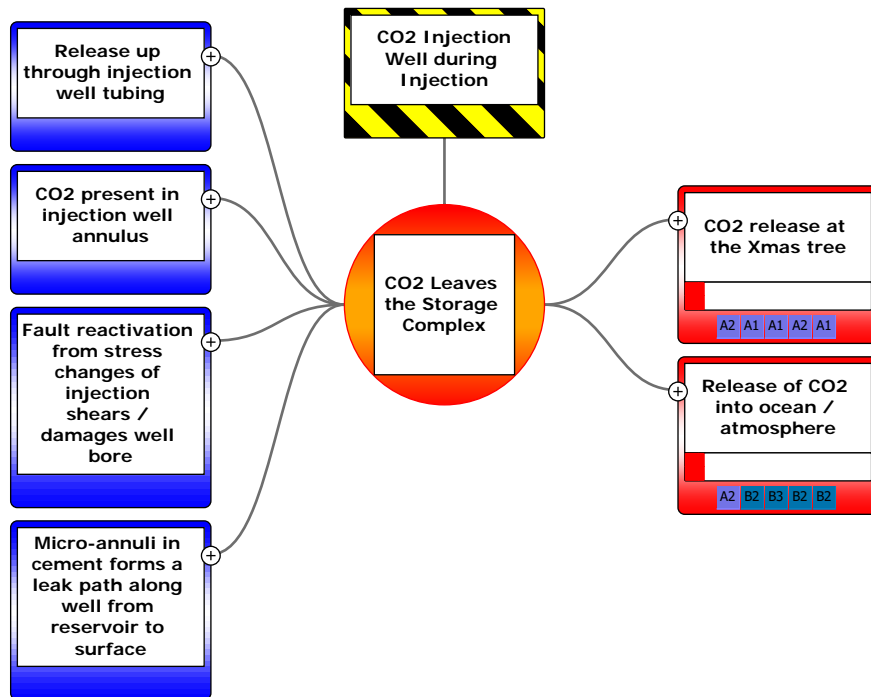 Release up
through injection
well tubing
CO2 present in
injection well
annulus
Fault reactivation
from stress
changes of
injection
shears /
damages well
bore
Micro-annuli in
cement forms a
leak path along
well from
reservoir to
surface
CO2 Injection
Well during
Injection
CO2 Leaves
the Storage
Complex
CO2 release at
the Xmas tree
A2 A1 A1 A2 A1
Release of CO2
into ocean /
atmosphere
A2 B2 B3 B2 B2